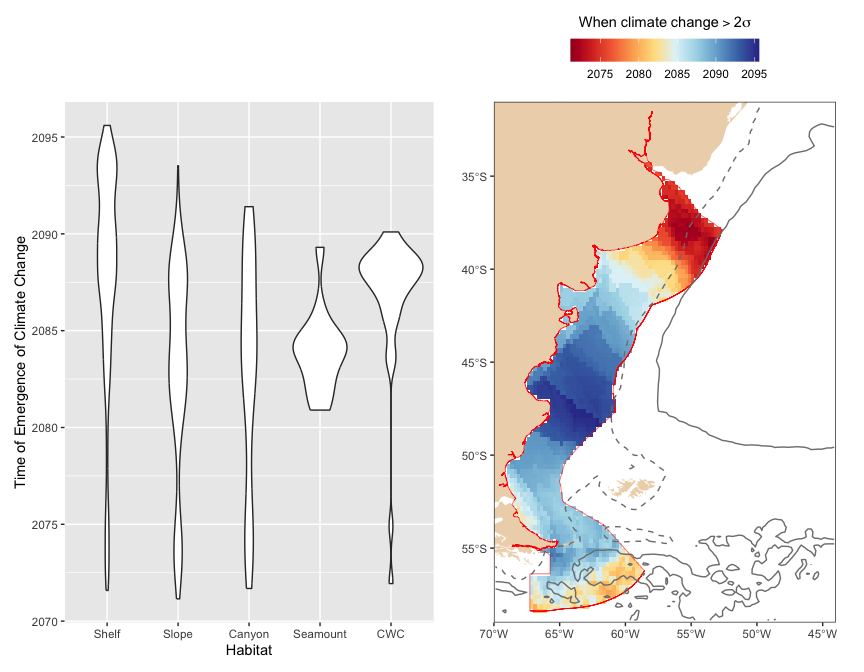 When climate change > 2σ
2075 2080 2085 2090 2095
Time of Emergence of Climate Change
2095
2090
2085
2080
2075
2070
Shelf Slope Canyon Seamount CWC
Habitat
35°S
40°S
45°S
50°S
55°S
70°W 65°W 60°W 55°W 50°W 45°W